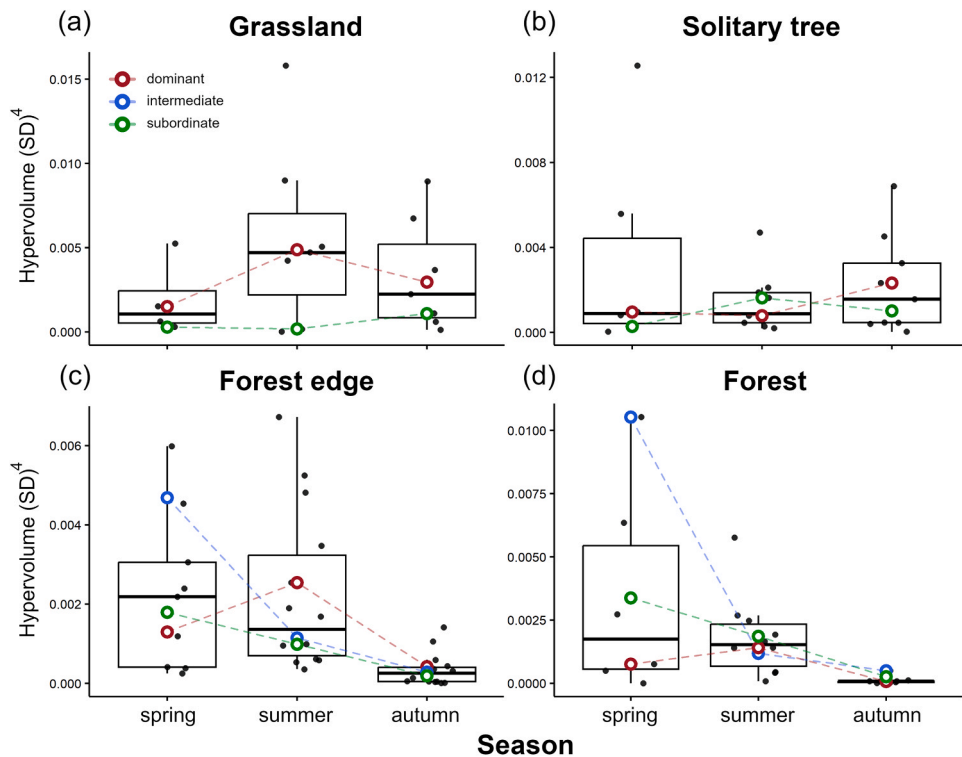 (a) Grassland
(b) Solitary tree
Hypervolume (SD)4
0.015
0.010
0.005
0.000
dominant
intermediate
subordinate
0.012
0.008
0.004
0.000
(c) Forest edge
(d) Forest
Hypervolume (SD)4
0.006
0.004
0.002
0.000
spring summer autumn
0.0100
0.0075
0.0050
0.0025
0.0000
spring summer autumn
Season